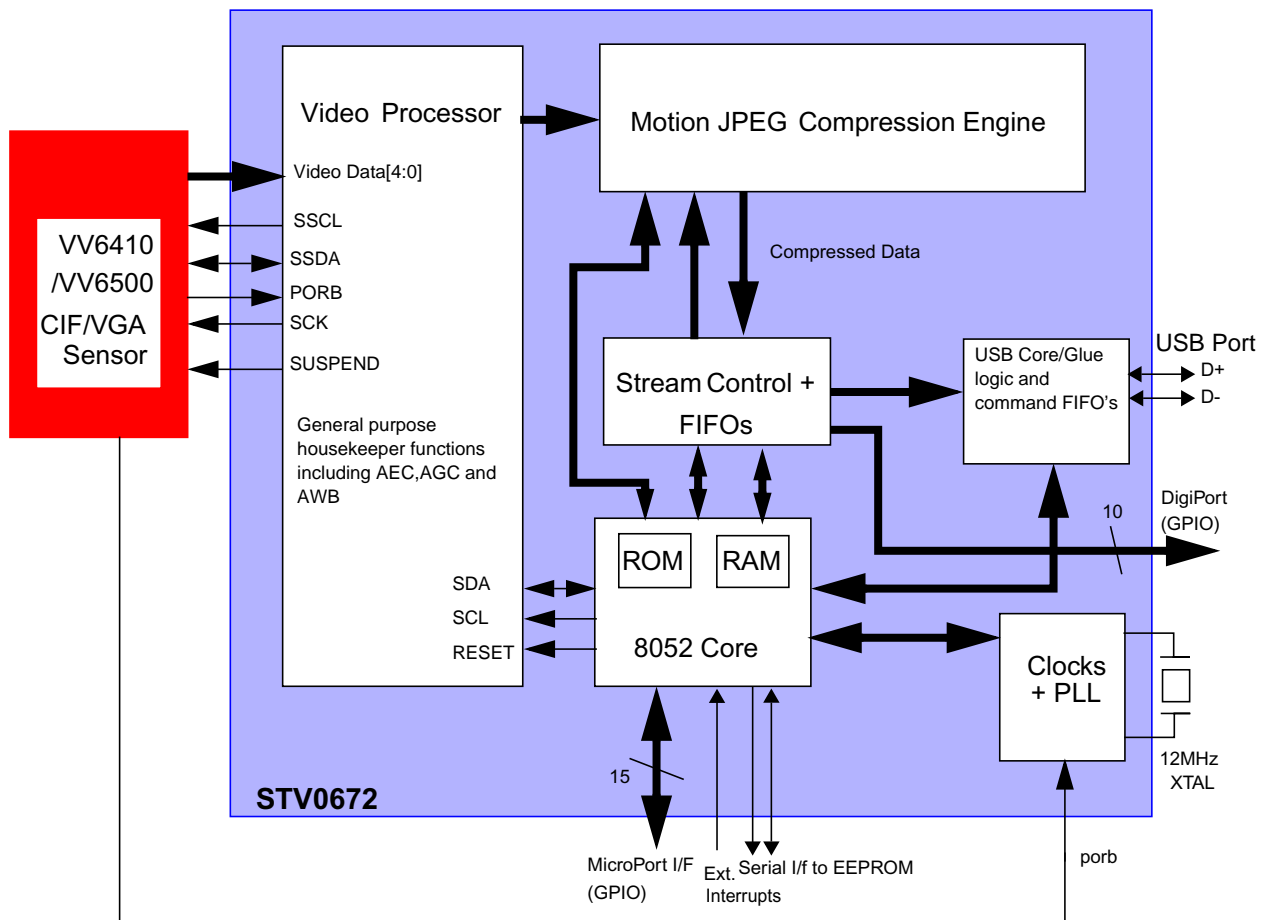 Video Processor
Motion JPEG Compression Engine
Video Data[4:0]
SSCL
SSDA
PORB
SCK
SUSPEND
VV6410
/VV6500
CIF/VGA
Sensor
General purpose
housekeeper functions
including AEC,AGC and
AWB
Compressed Data
Stream Control +
FIFOs
USB Core/Glue
logic and
command FIFO's
USB Port
D+
D-
DigiPort
(GPIO)
10
ROM
RAM
8052 Core
SDA
SCL
RESET
Clocks
+ PLL
12MHz
XTAL
15
STV0672
MicroPort I/F
(GPIO)
Ext.
Interrupts
Serial I/f to EEPROM
porb